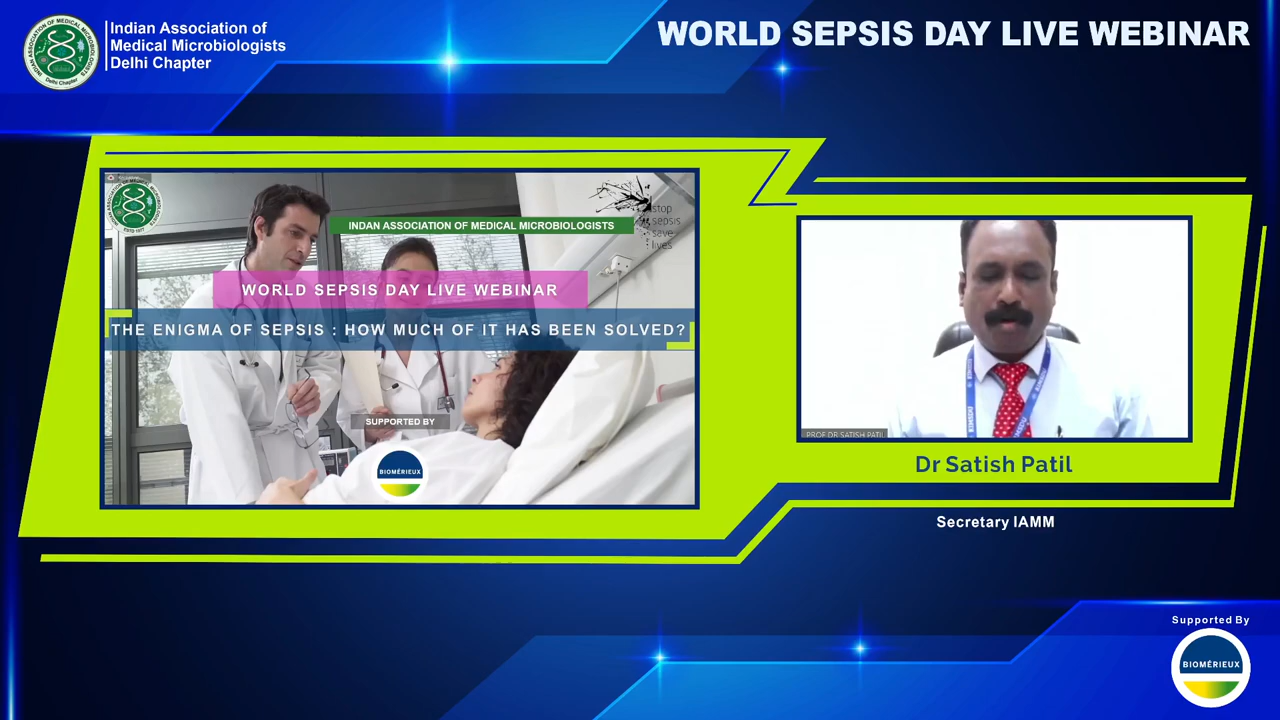 Indian Association of
Medical Microbiologists
Delhi Chapter
WORLD SEPSIS DAY LIVE WEBINAR
INDAN ASSOCIATION OF MEDICAL MICROBIOLOGISTS
stop
sepsis
save
lives
WORLD SEPSIS DAY LIVE WEBINAR
THE ENIGMA OF SEPSIS : HOW MUCH OF IT HAS BEEN SOLVED?
SUPPORTED BY
BIOMÉRIEUX
PROF DR SATISH PATIL
Dr Satish Patil
Secretary IAMM
Supported By
BIOMÉRIEUX